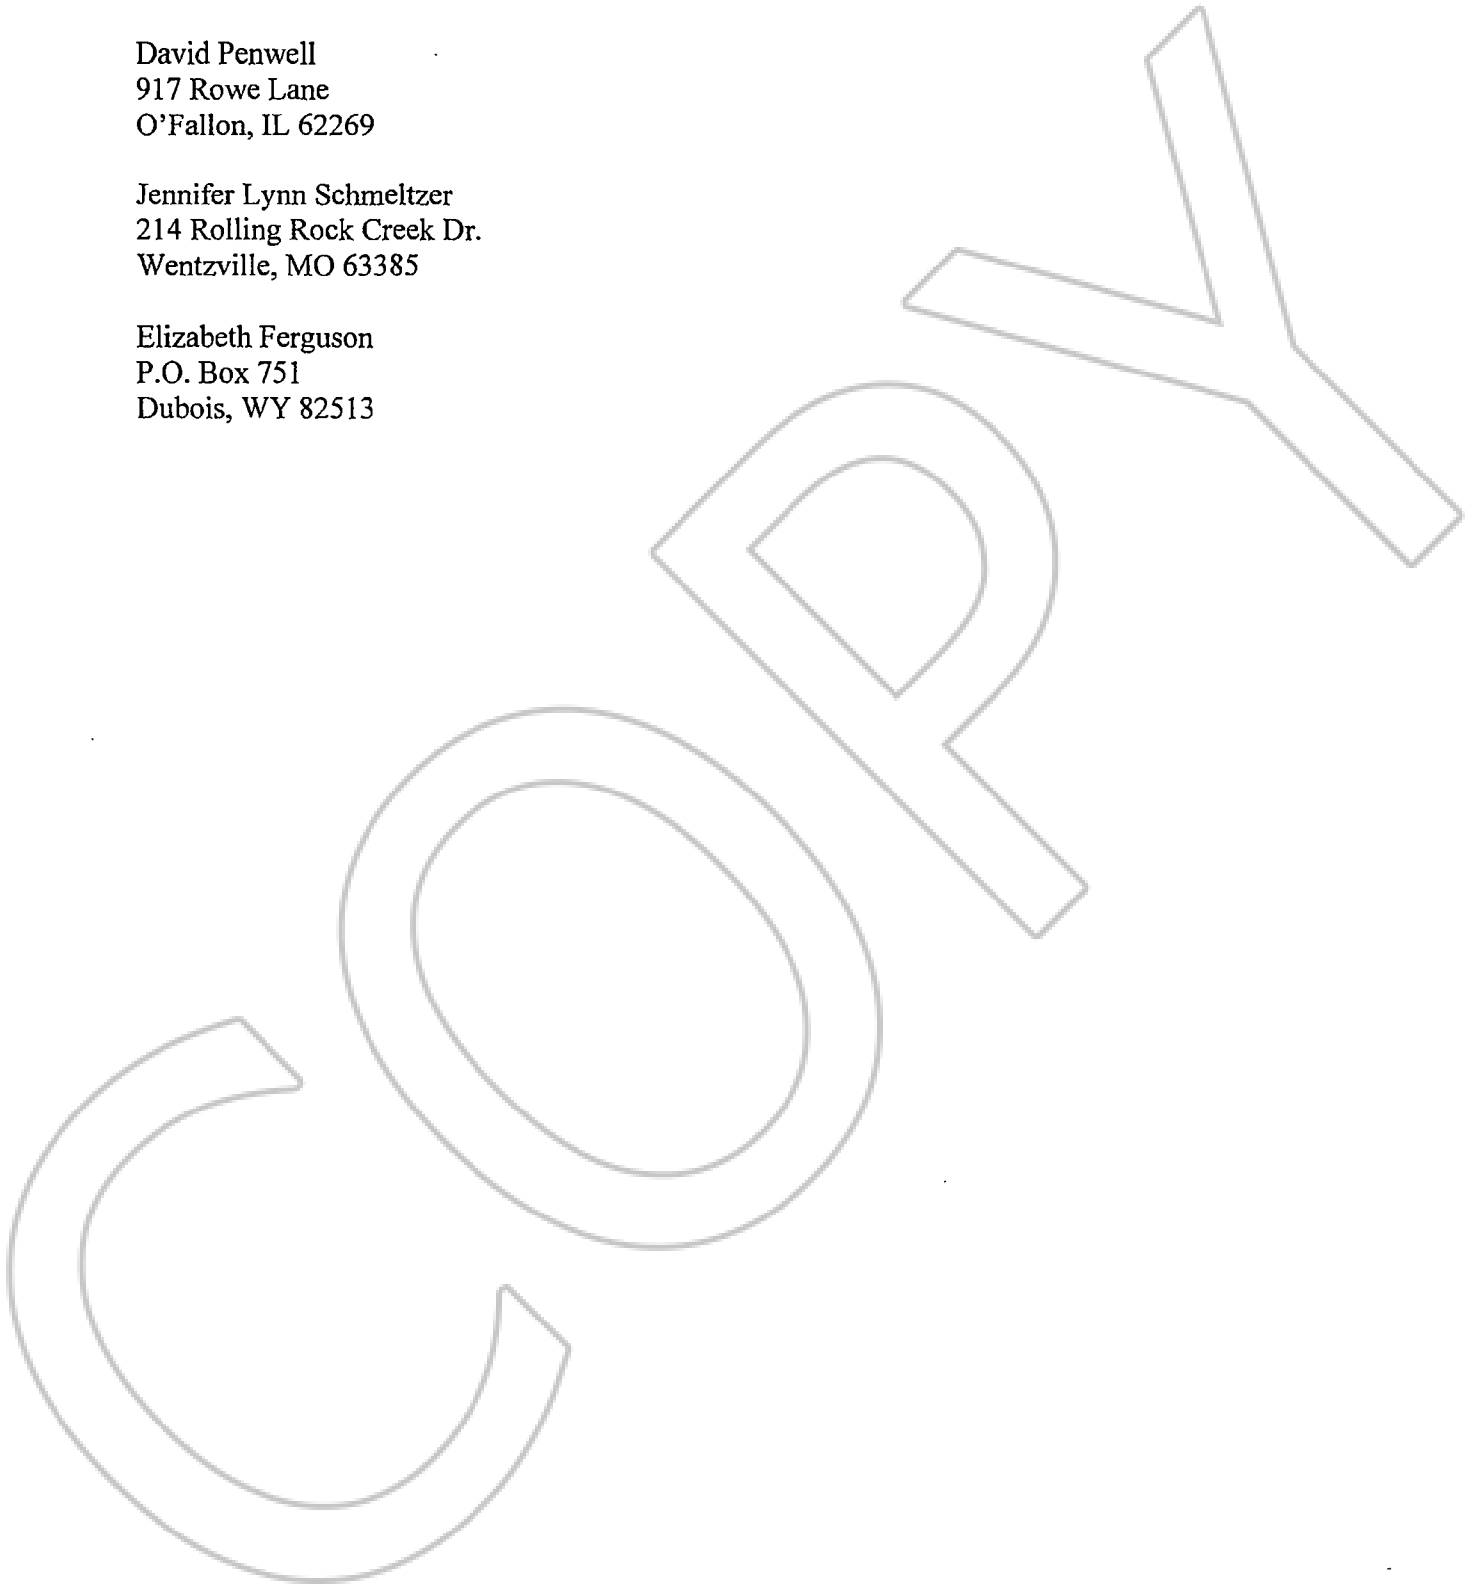 David Penwell
917 Rowe Lane
O'Fallon, IL 62269
Jennifer Lynn Schmeltzer
214 Rolling Rock Creek Dr.
Wentzville, MO 63385
Elizabeth Ferguson
P.O. Box 751
Dubois, WY 82513
COPY